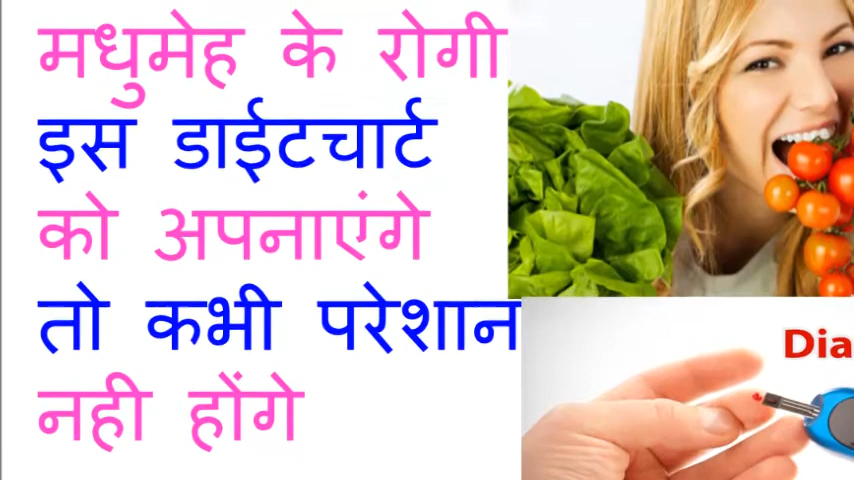 मधुमेह के रोगी
इस डाईटचार्ट
को अपनाएंगे
तो कभी परेशान
नही होंगे
Dia